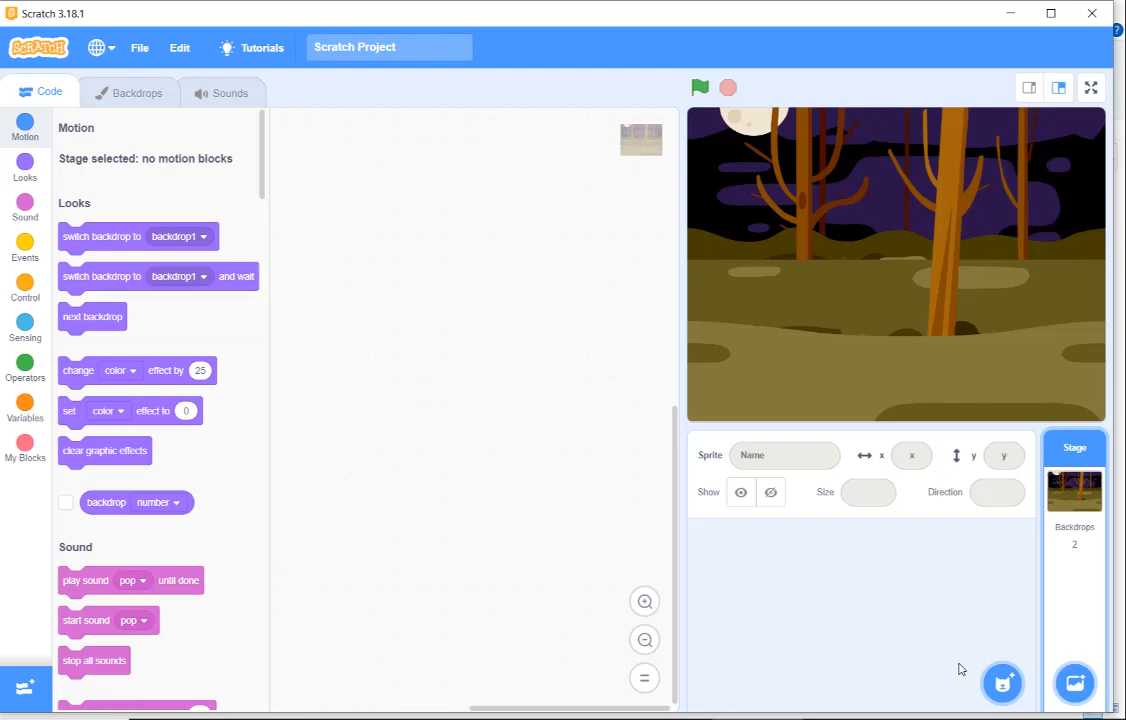 Scratch 3.18.1
SCRATCH File Edit Tutorials Scratch Project
Code Backdrops Sounds
Motion
Looks
Sound
Events
Control
Sensing
Operators
Variables
My Blocks
Motion
Stage selected: no motion blocks
Looks
switch backdrop to backdrop1
switch backdrop to backdrop1 and wait
next backdrop
change color effect by 25
set color effect to 0
clear graphic effects
backdrop number
Sound
play sound pop until done
start sound pop
stop all sounds
Sprite Name x x y y
Show Size Direction
Stage
Backdrops
2